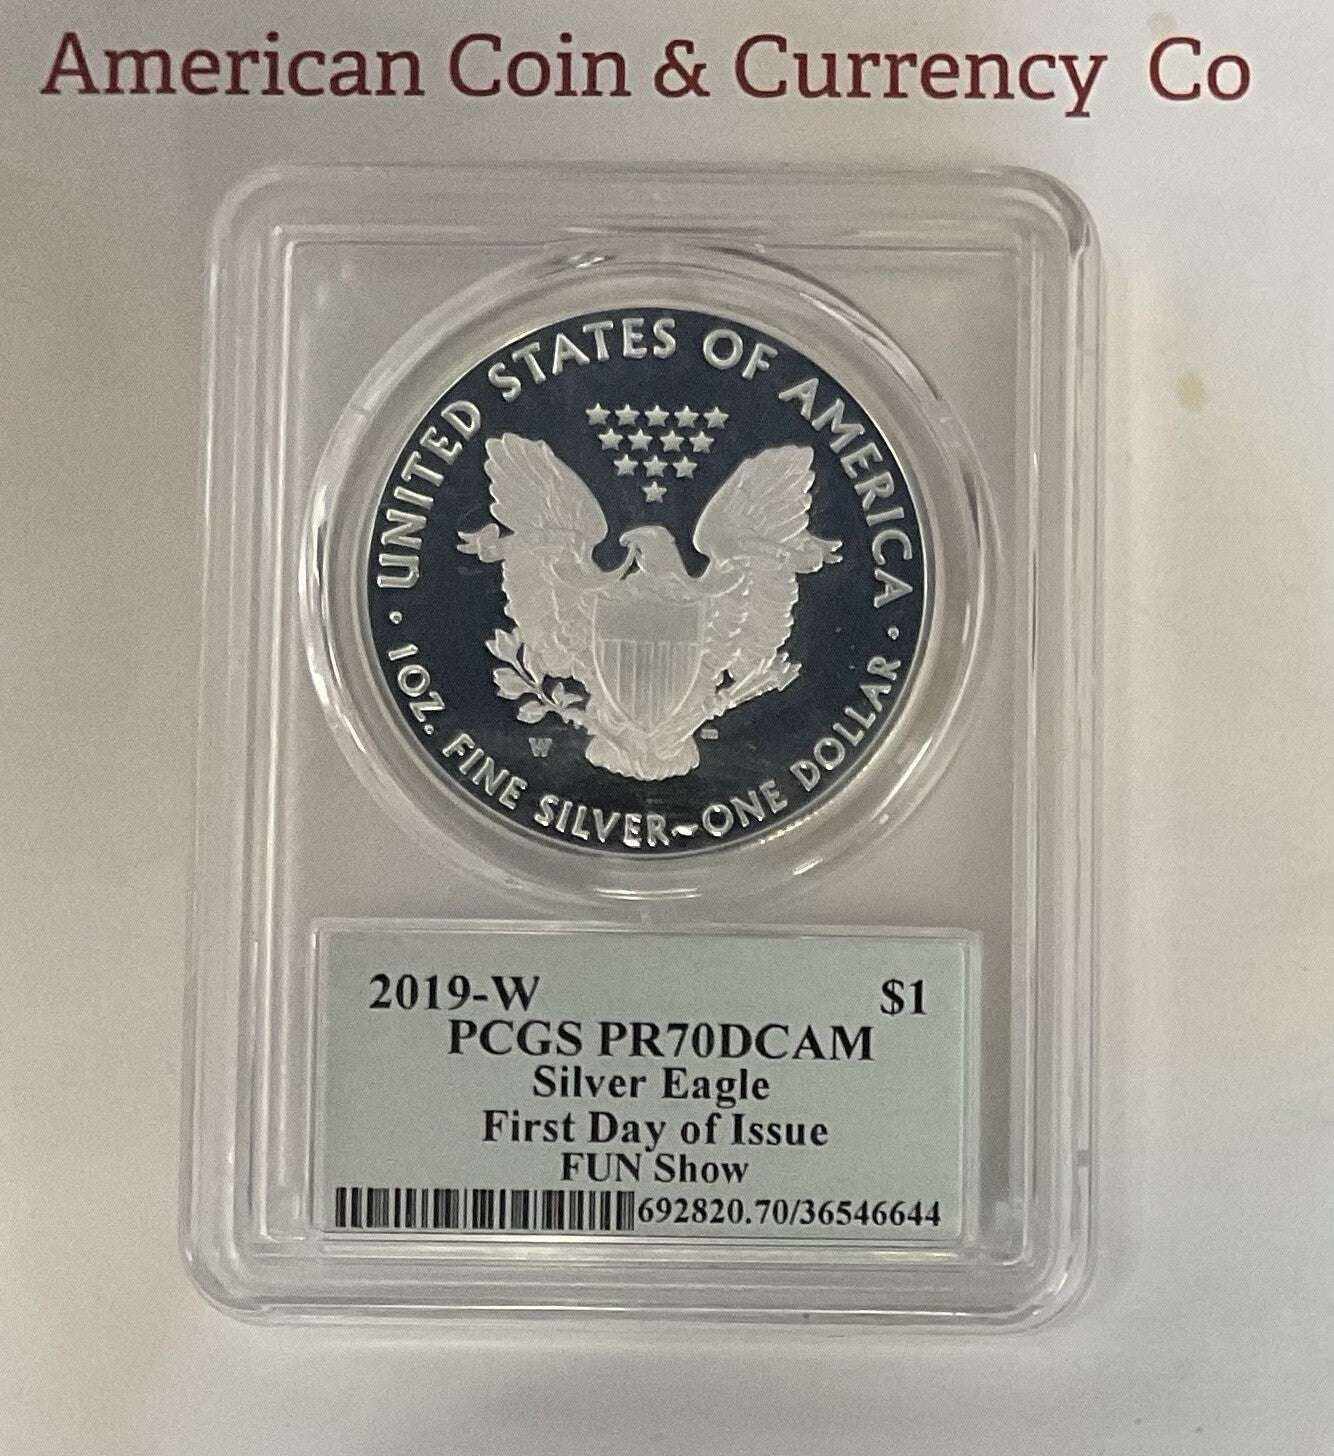 American Coin & Currency Co
· UNITED STATES OF AMERICA ·
W
1 OZ. FINE SILVER~ONE DOLLAR
2019-W $1
PCGS PR70DCAM
Silver Eagle
First Day of Issue
FUN Show
692820.70/36546644